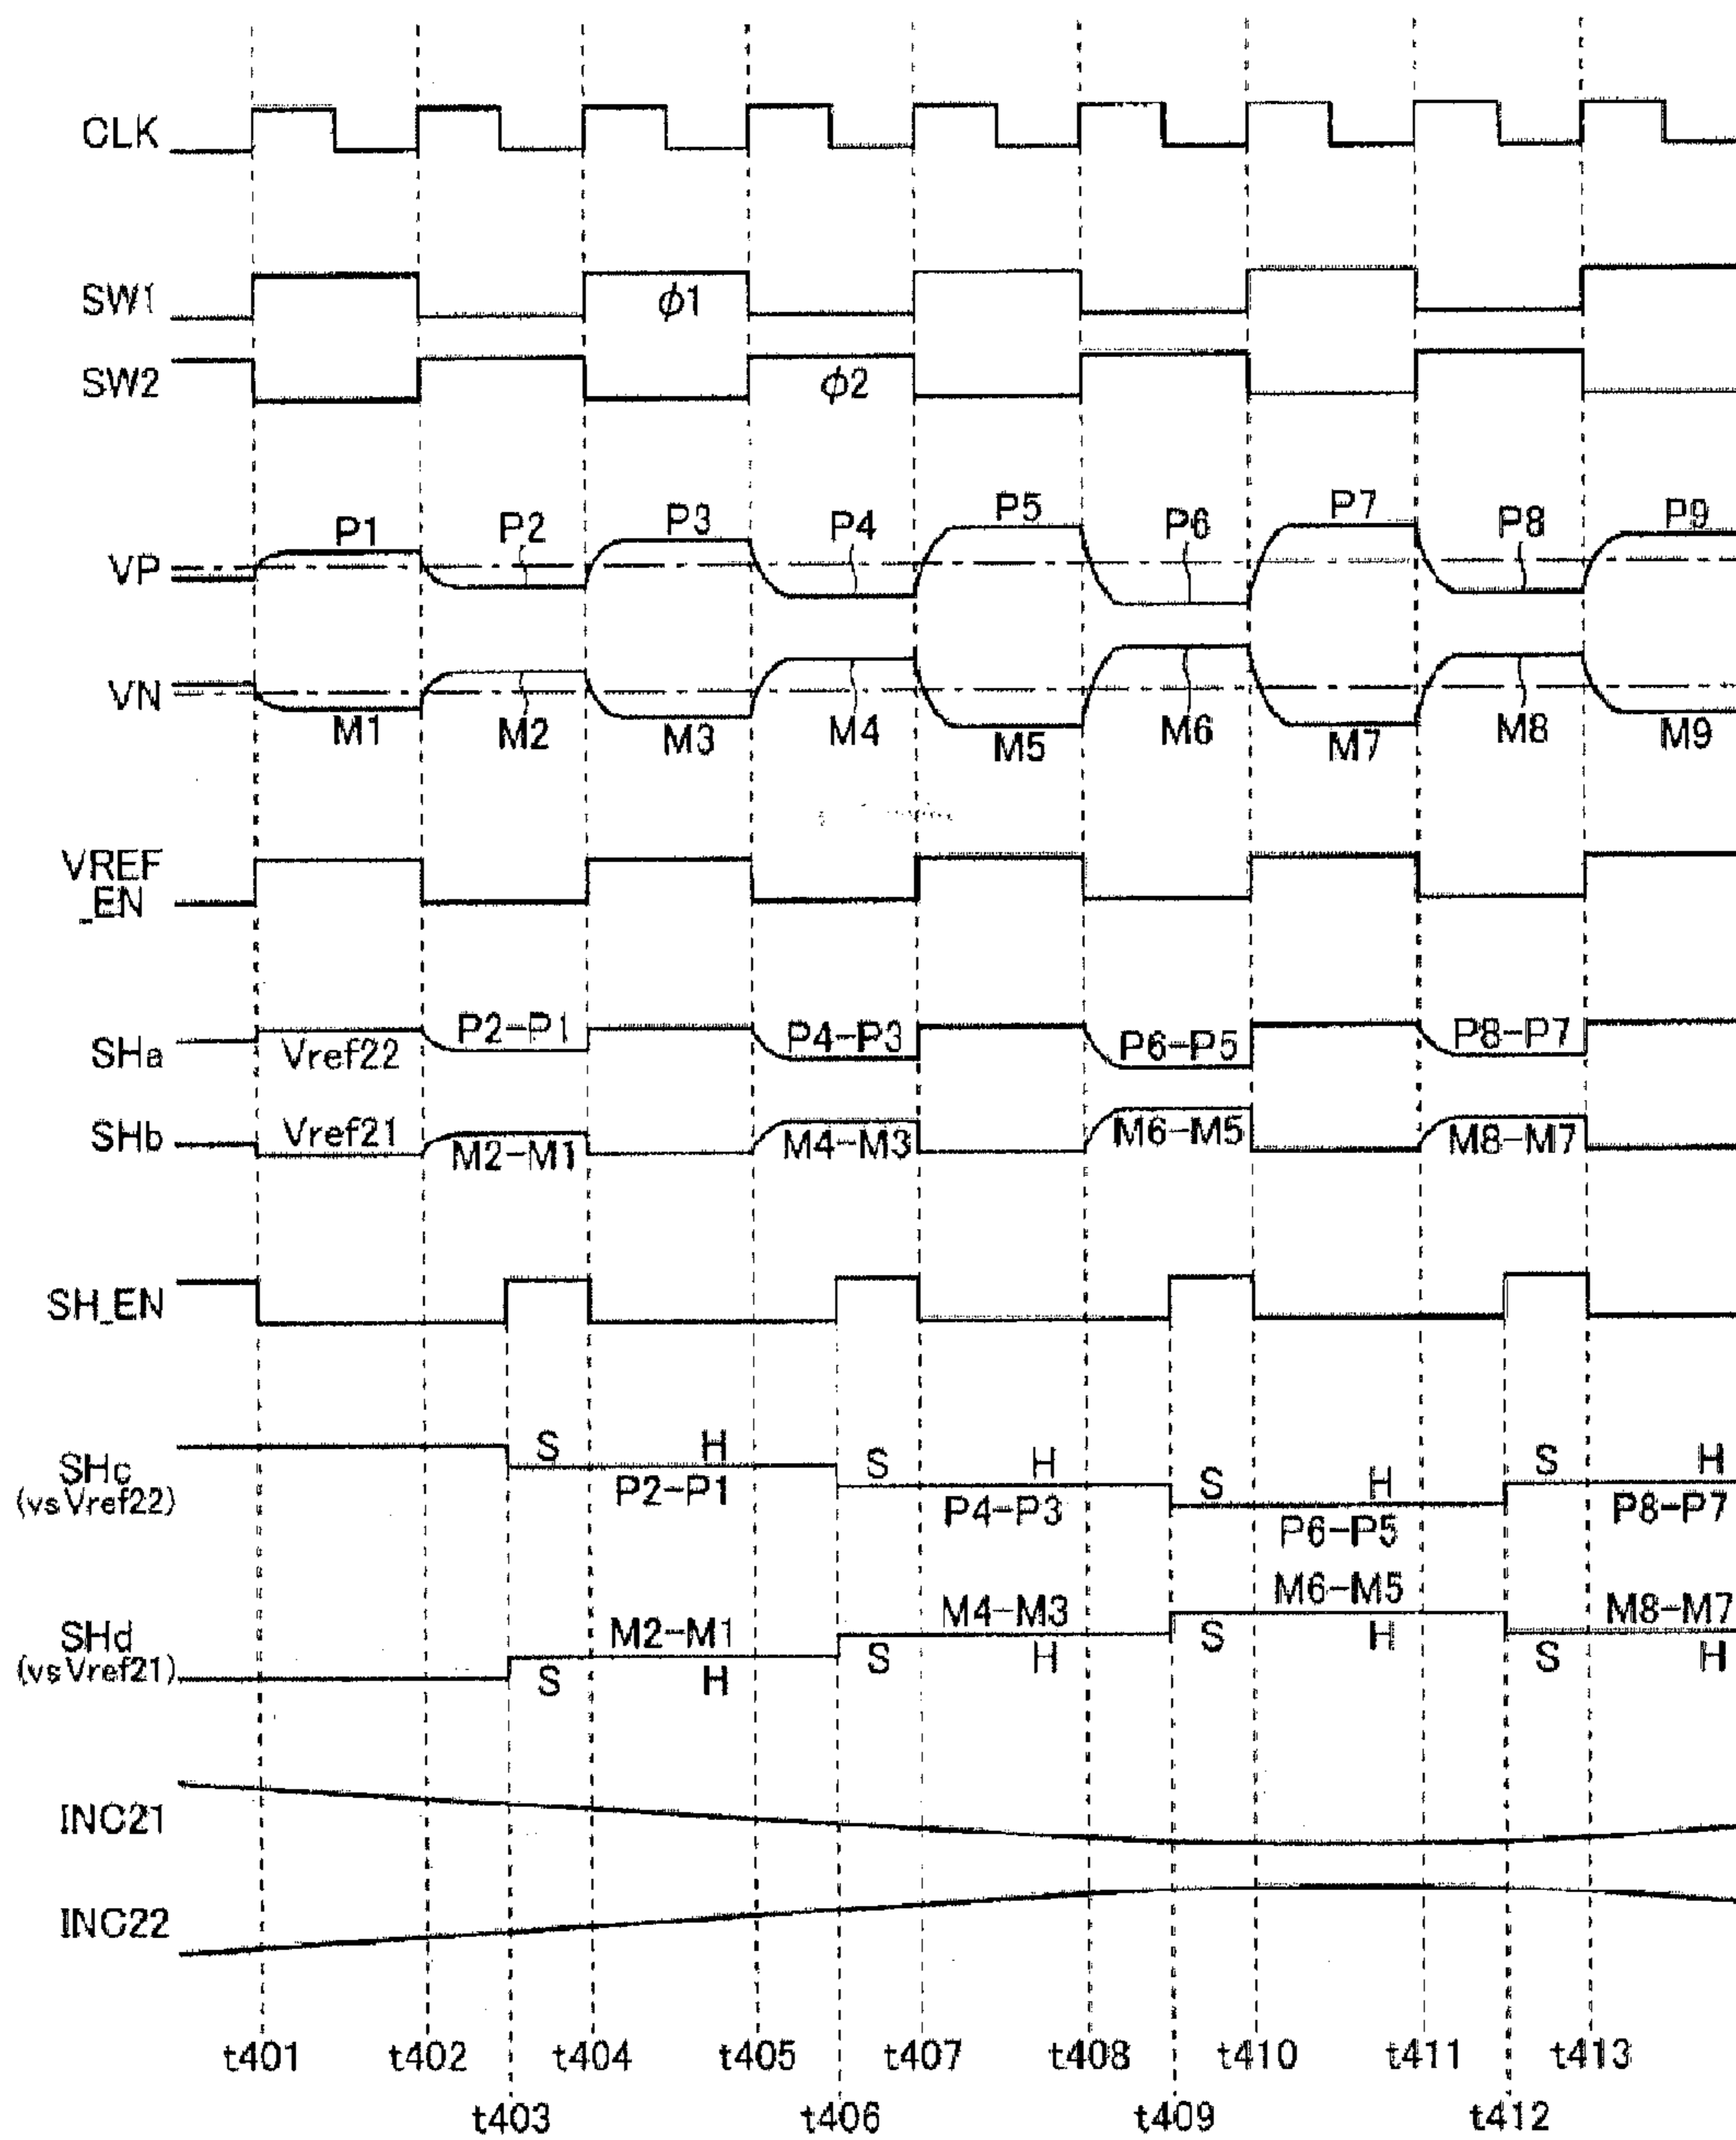 CLK
SW1
ϕ1
SW2
ϕ2
P1 P2 P3 P4 P5 P6 P7 P8 P9
VP
VN
M1 M2 M3 M4 M5 M6 M7 M8 M9
VREF
_EN
SHa
Vref22 P2-P1 P4-P3 P6-P5 P8-P7
SHb
Vref21 M2-M1 M4-M3 M6-M5 M8-M7
SH_EN
SHc
(vsVref22)
S H S H S H S H
P2-P1 P4-P3 P6-P5 P8-P7
SHd
(vsVref21)
M2-M1 M4-M3 M6-M5 M8-M7
S H S H S H S H
INC21
INC22
t401 t402 t404 t405 t407 t408 t410 t411 t413
t403 t406 t409 t412